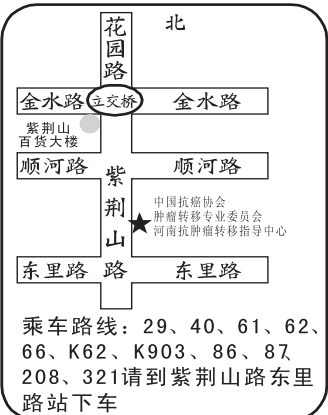 北
花园路
金水路 立交桥 金水路
紫荆山
百货大楼
顺河路 顺河路
紫荆山路
中国抗癌协会
肿瘤转移专业委员会
河南抗肿瘤转移指导中心
东里路 东里路
乘车路线：29、40、61、62、
66、K62、K903、86、87、
208、321请到紫荆山路东里
路站下车